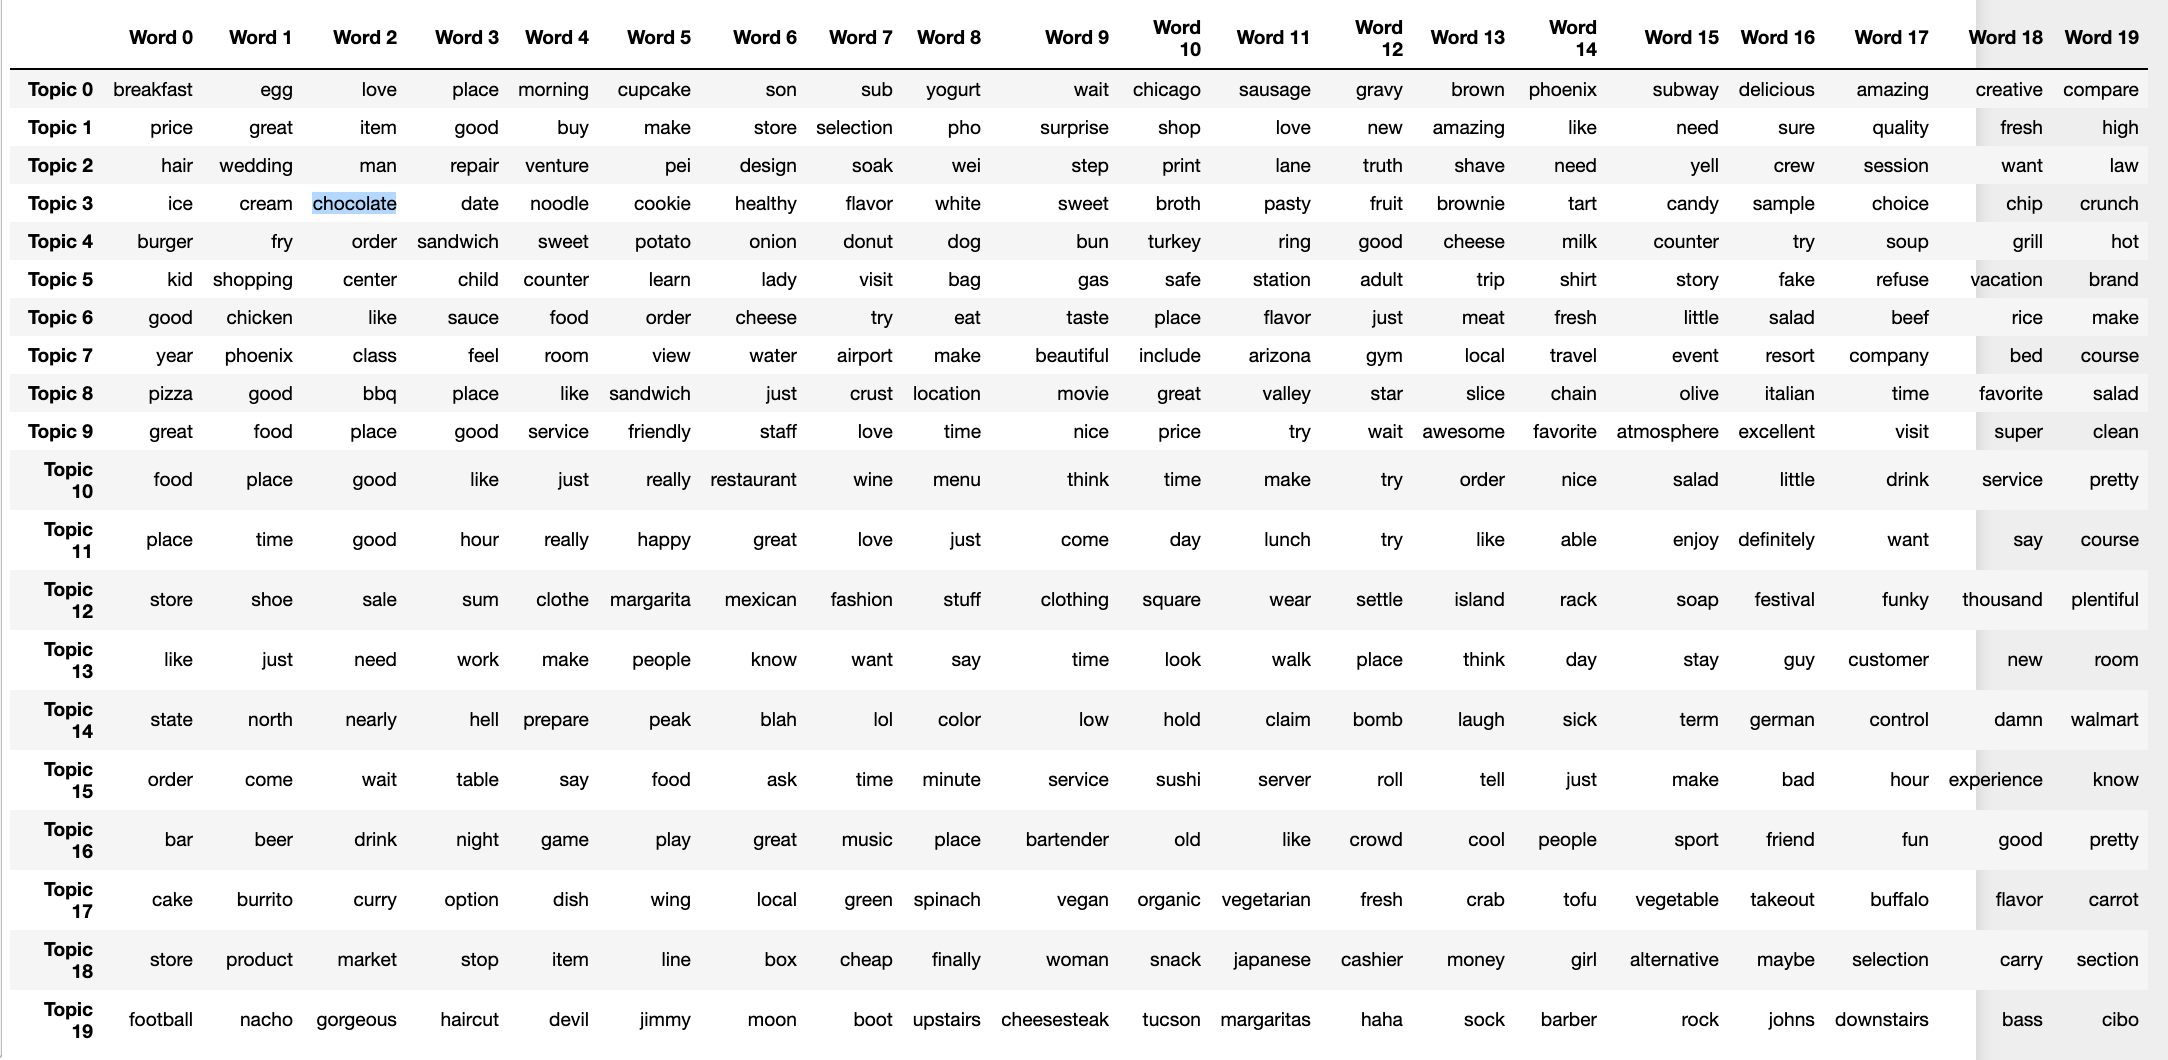 Word 0 Word 1 Word 2 Word 3 Word 4 Word 5 Word 6 Word 7 Word 8 Word 9 Word 10 Word 11 Word 12 Word 13 Word 14 Word 15 Word 16 Word 17 Word 18 Word 19
Topic 0 breakfast egg love place morning cupcake son sub yogurt wait chicago sausage gravy brown phoenix subway delicious amazing creative compare
Topic 1 price great item good buy make store selection pho surprise shop love new amazing like need sure quality fresh high
Topic 2 hair wedding man repair venture pei design soak wei step print lane truth shave need yell crew session want law
Topic 3 ice cream chocolate date noodle cookie healthy flavor white sweet broth pasty fruit brownie tart candy sample choice chip crunch
Topic 4 burger fry order sandwich sweet potato onion donut dog bun turkey ring good cheese milk counter try soup grill hot
Topic 5 kid shopping center child counter learn lady visit bag gas safe station adult trip shirt story fake refuse vacation brand
Topic 6 good chicken like sauce food order cheese try eat taste place flavor just meat fresh little salad beef rice make
Topic 7 year phoenix class feel room view water airport make beautiful include arizona gym local travel event resort company bed course
Topic 8 pizza good bbq place like sandwich just crust location movie great valley star slice chain olive italian time favorite salad
Topic 9 great food place good service friendly staff love time nice price try wait awesome favorite atmosphere excellent visit super clean
Topic 10 food place good like just really restaurant wine menu think time make try order nice salad little drink service pretty
Topic 11 place time good hour really happy great love just come day lunch try like able enjoy definitely want say course
Topic 12 store shoe sale sum clothe margarita mexican fashion stuff clothing square wear settle island rack soap festival funky thousand plentiful
Topic 13 like just need work make people know want say time look walk place think day stay guy customer new room
Topic 14 state north nearly hell prepare peak blah lol color low hold claim bomb laugh sick term german control damn walmart
Topic 15 order come wait table say food ask time minute service sushi server roll tell just make bad hour experience know
Topic 16 bar beer drink night game play great music place bartender old like crowd cool people sport friend fun good pretty
Topic 17 cake burrito curry option dish wing local green spinach vegan organic vegetarian fresh crab tofu vegetable takeout buffalo flavor carrot
Topic 18 store product market stop item line box cheap finally woman snack japanese cashier money girl alternative maybe selection carry section
Topic 19 football nacho gorgeous haircut devil jimmy moon boot upstairs cheesesteak tucson margaritas haha sock barber rock johns downstairs bass cibo